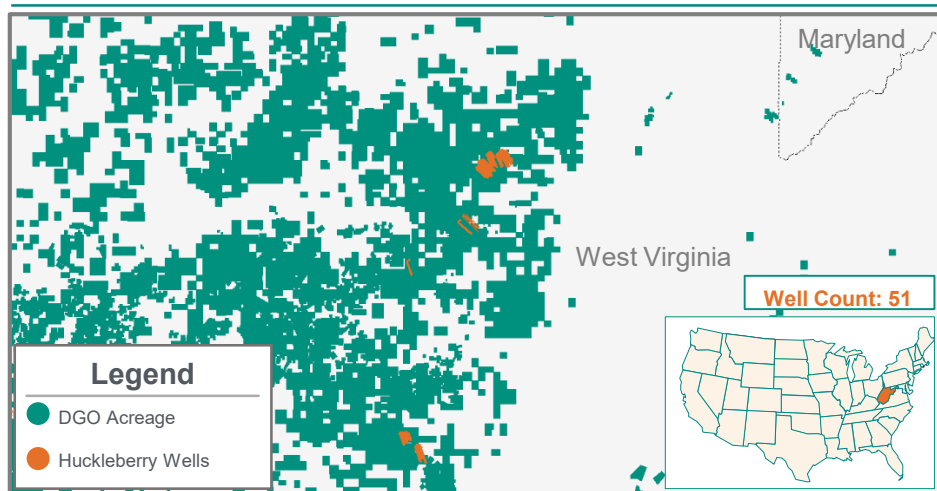 Maryland
West Virginia
Well Count: 51
Legend
DGO Acreage
Huckleberry Wells